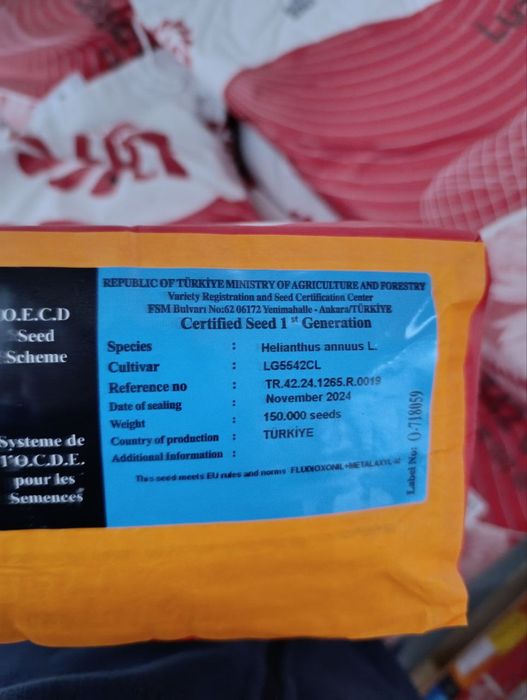 LG
O.E.C.D
Seed
Scheme
Systeme de
l'O.C.D.E.
pour les
Semences
REPUBLIC OF TÜRKİYE MINISTRY OF AGRICULTURE AND FORESTRY
Variety Registration and Seed Certification Center
FSM Bulvarı No:62 06172 Yenimahalle - Ankara/TÜRKİYE
Certified Seed 1 st Generation
Species : Helianthus annuus L.
Cultivar : LG5542CL
Reference no : TR.42.24.1265.R.0019
Date of sealing : November 2024
Weight : 150.000 seeds
Country of production : TÜRKİYE
Additional Information :
This seed meets EU rules and norms FLUDIOXONIL+METALAXYL-M
Label No: O-718059